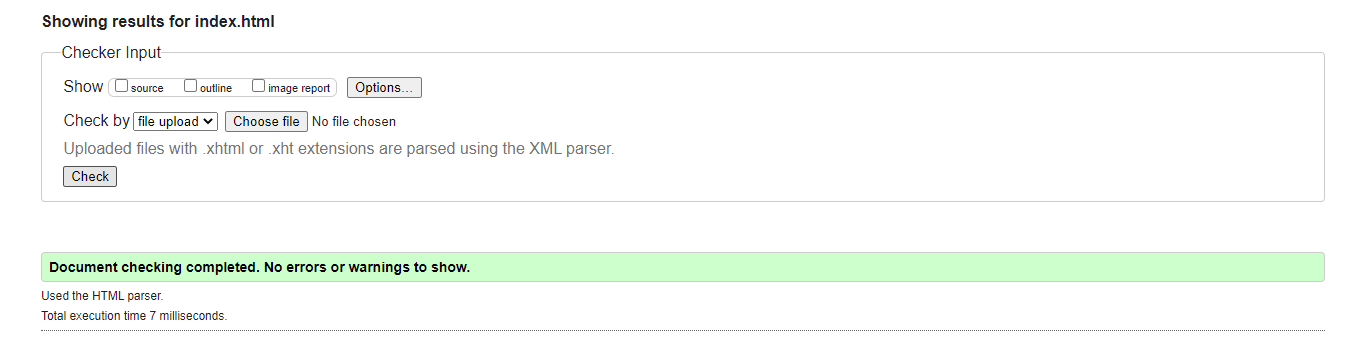 Showing results for index.html
Checker Input
Show source outline image report Options...
Check by file upload Choose file No file chosen
Uploaded files with .xhtml or .xht extensions are parsed using the XML parser.
Check
Document checking completed. No errors or warnings to show.
Used the HTML parser.
Total execution time 7 milliseconds.